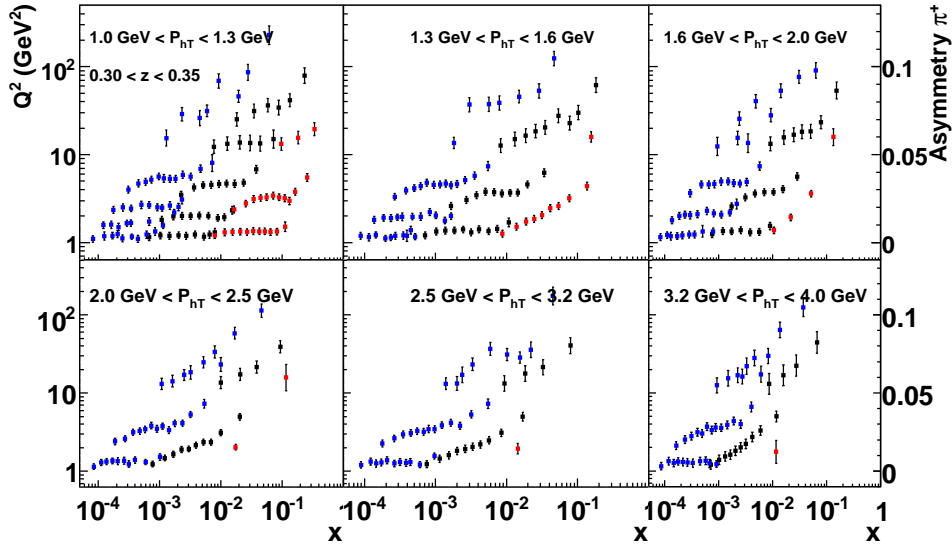 Q² (GeV²)
Asymmetry π⁺
1.0 GeV < P_hT < 1.3 GeV
0.30 < z < 0.35
1.3 GeV < P_hT < 1.6 GeV
1.6 GeV < P_hT < 2.0 GeV
10²
10
1
0.1
0.05
0
2.0 GeV < P_hT < 2.5 GeV
2.5 GeV < P_hT < 3.2 GeV
3.2 GeV < P_hT < 4.0 GeV
10²
10
1
0.1
0.05
0
10⁻⁴ 10⁻³ 10⁻² 10⁻¹ 10⁻⁴ 10⁻³ 10⁻² 10⁻¹ 10⁻⁴ 10⁻³ 10⁻² 10⁻¹ 1
x x x